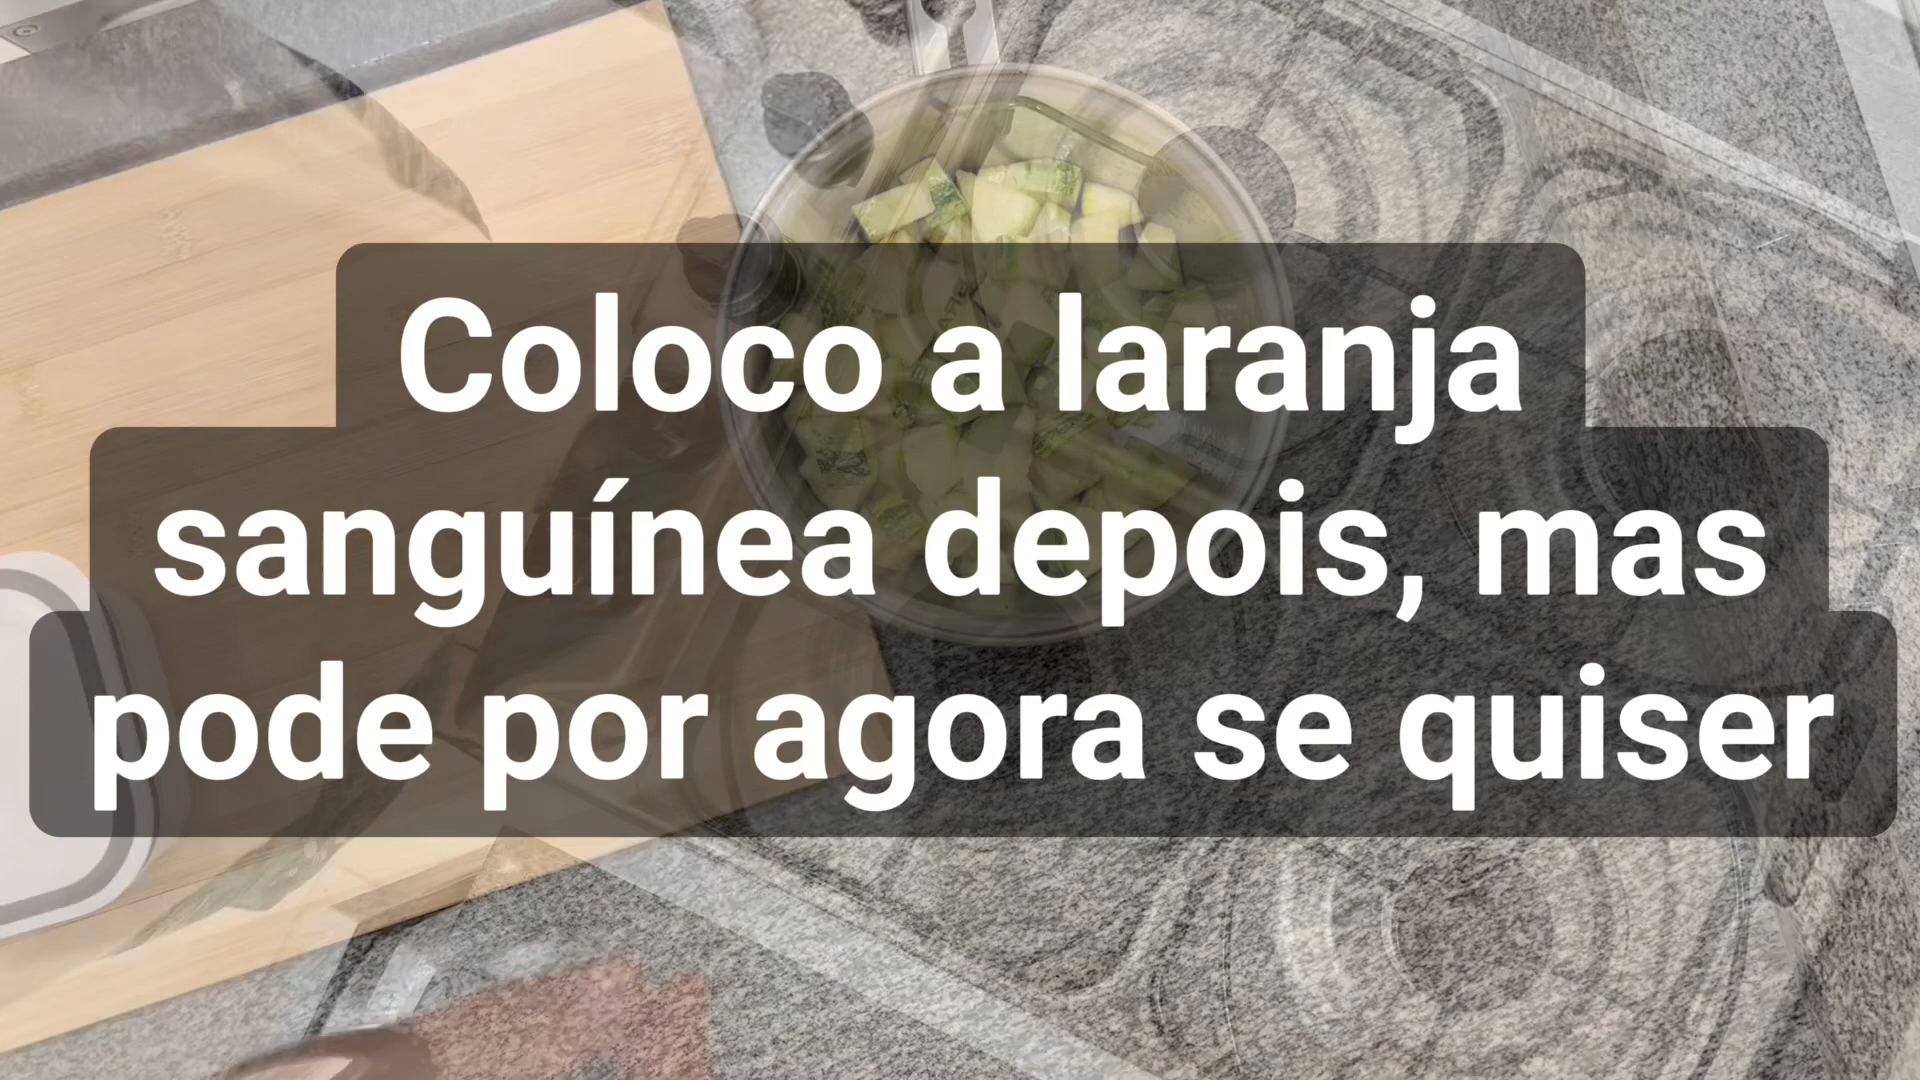 Coloco a laranja
sanguínea depois, mas
pode por agora se quiser